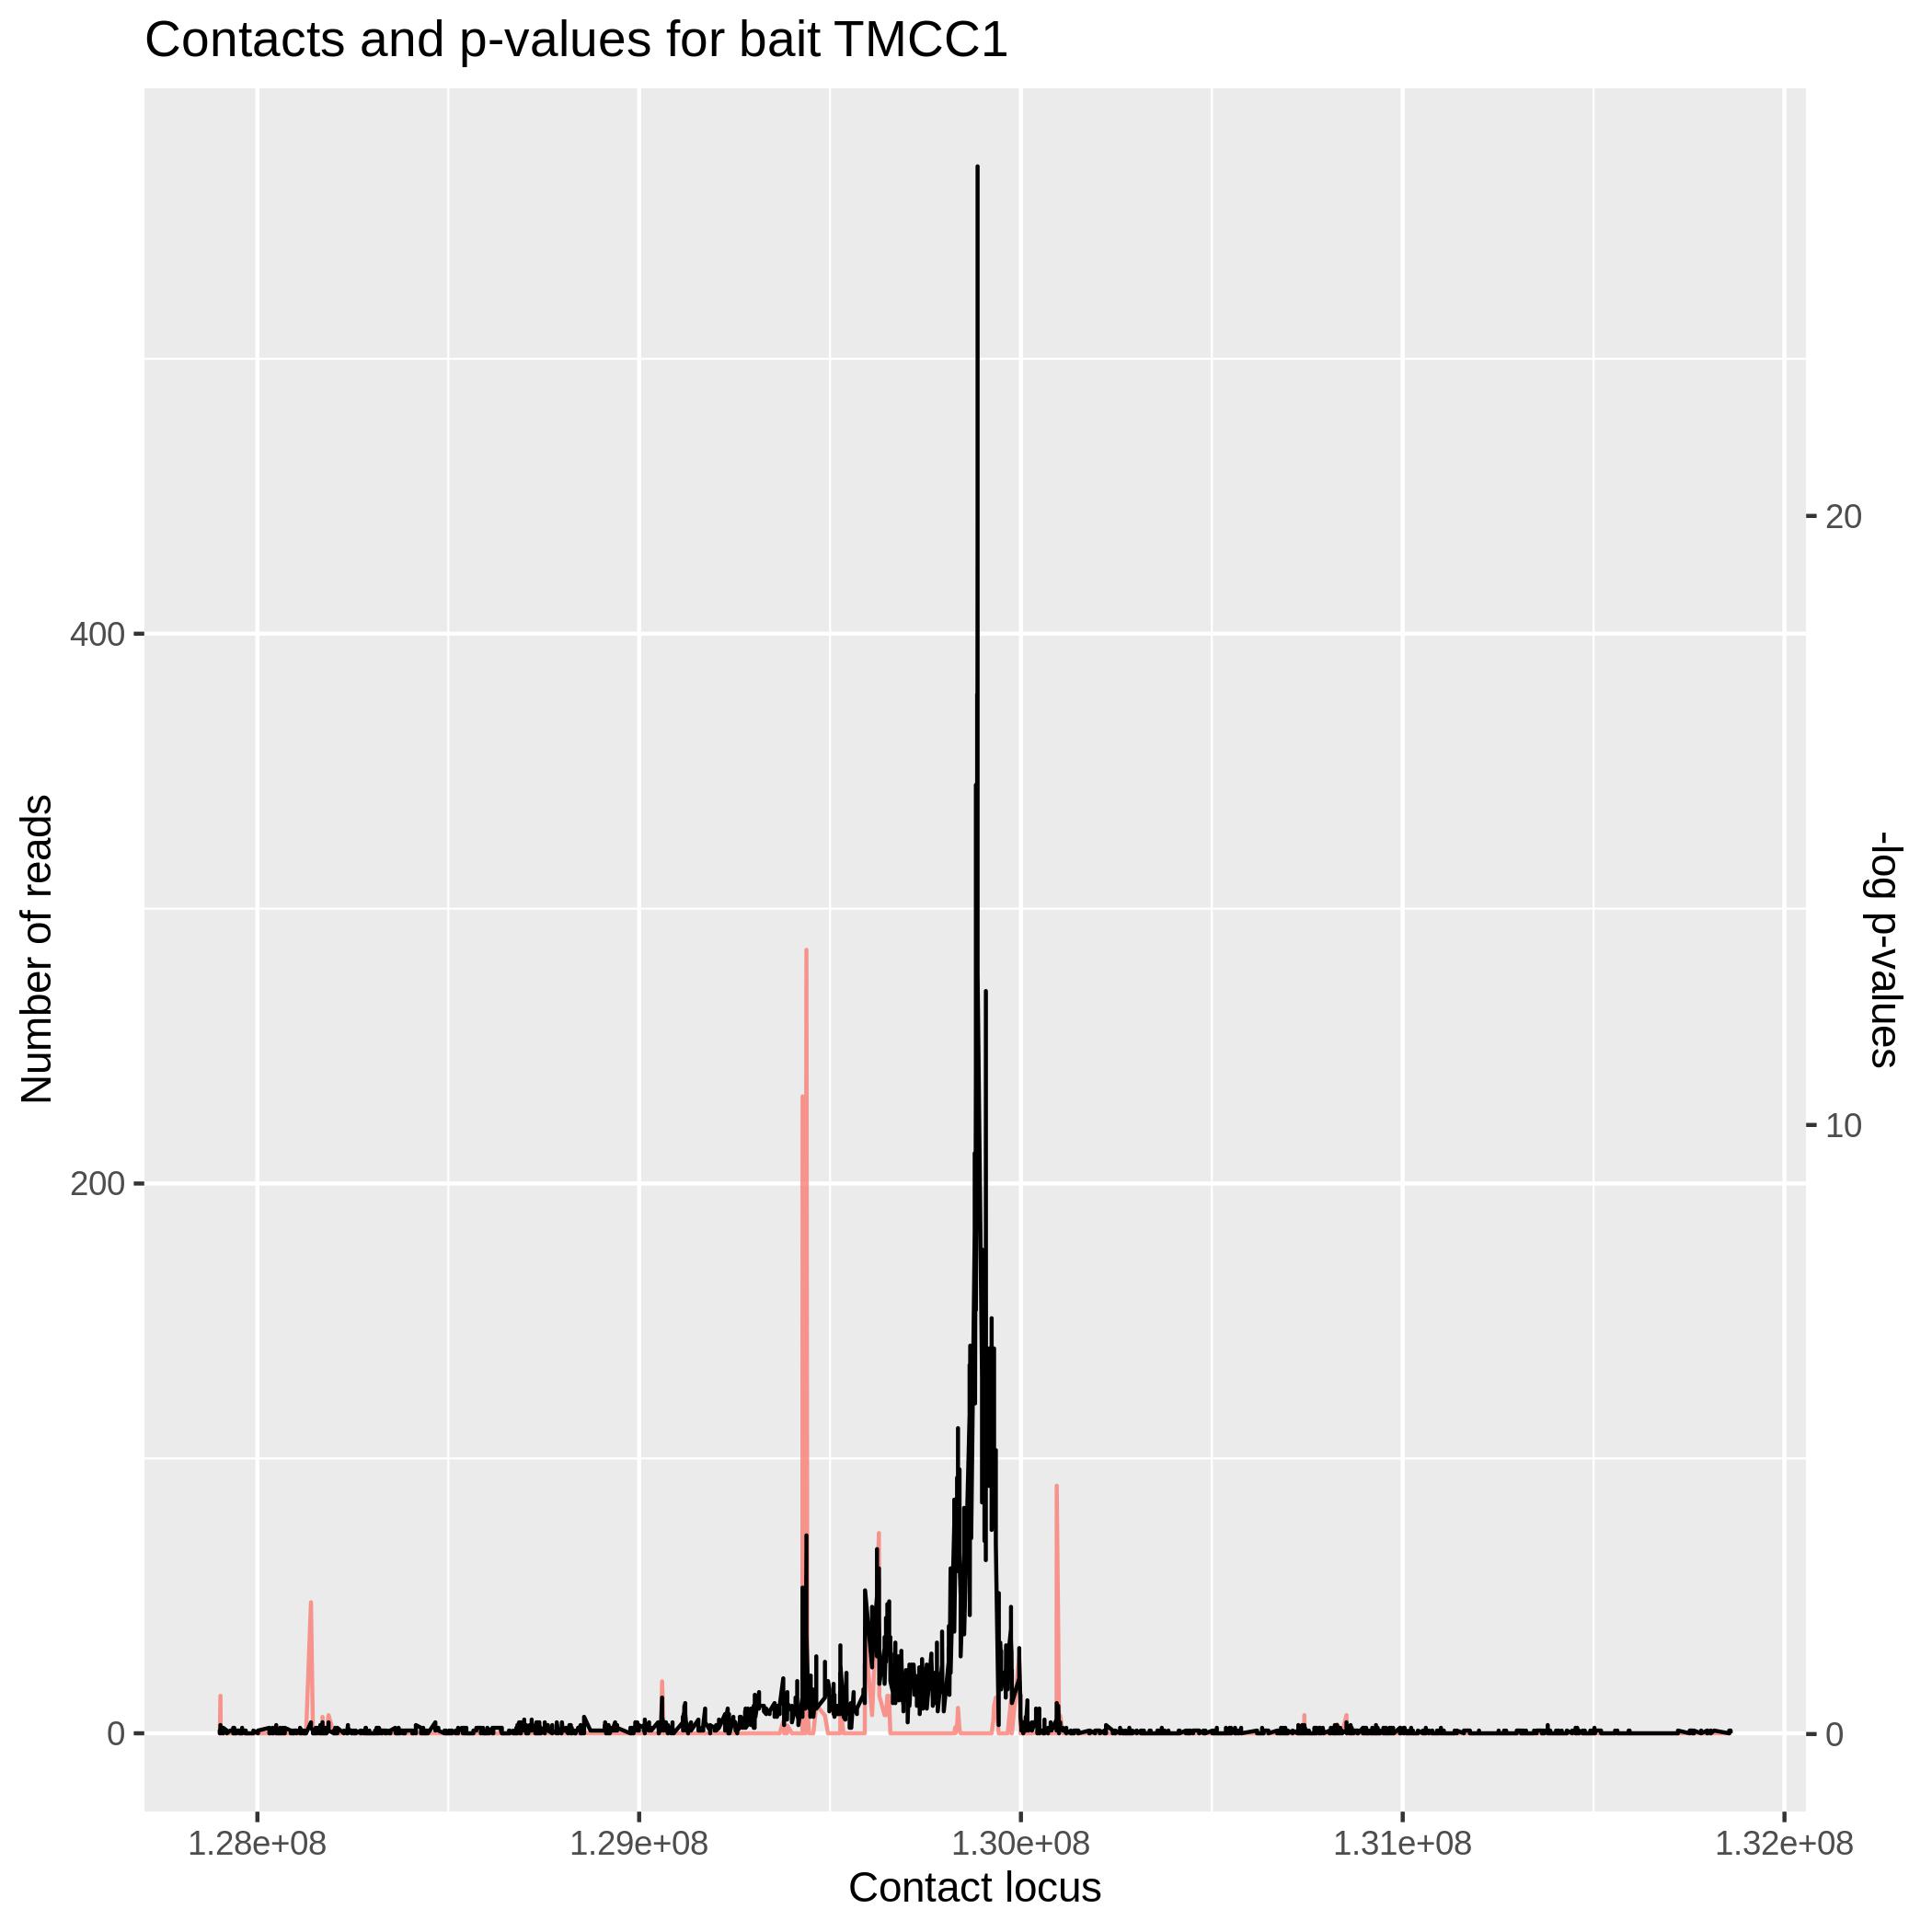 Contacts and p-values for bait TMCC1
Number of reads
400
200
0
20
10
0
-log p-values
1.28e+08
1.29e+08
1.30e+08
1.31e+08
1.32e+08
Contact locus